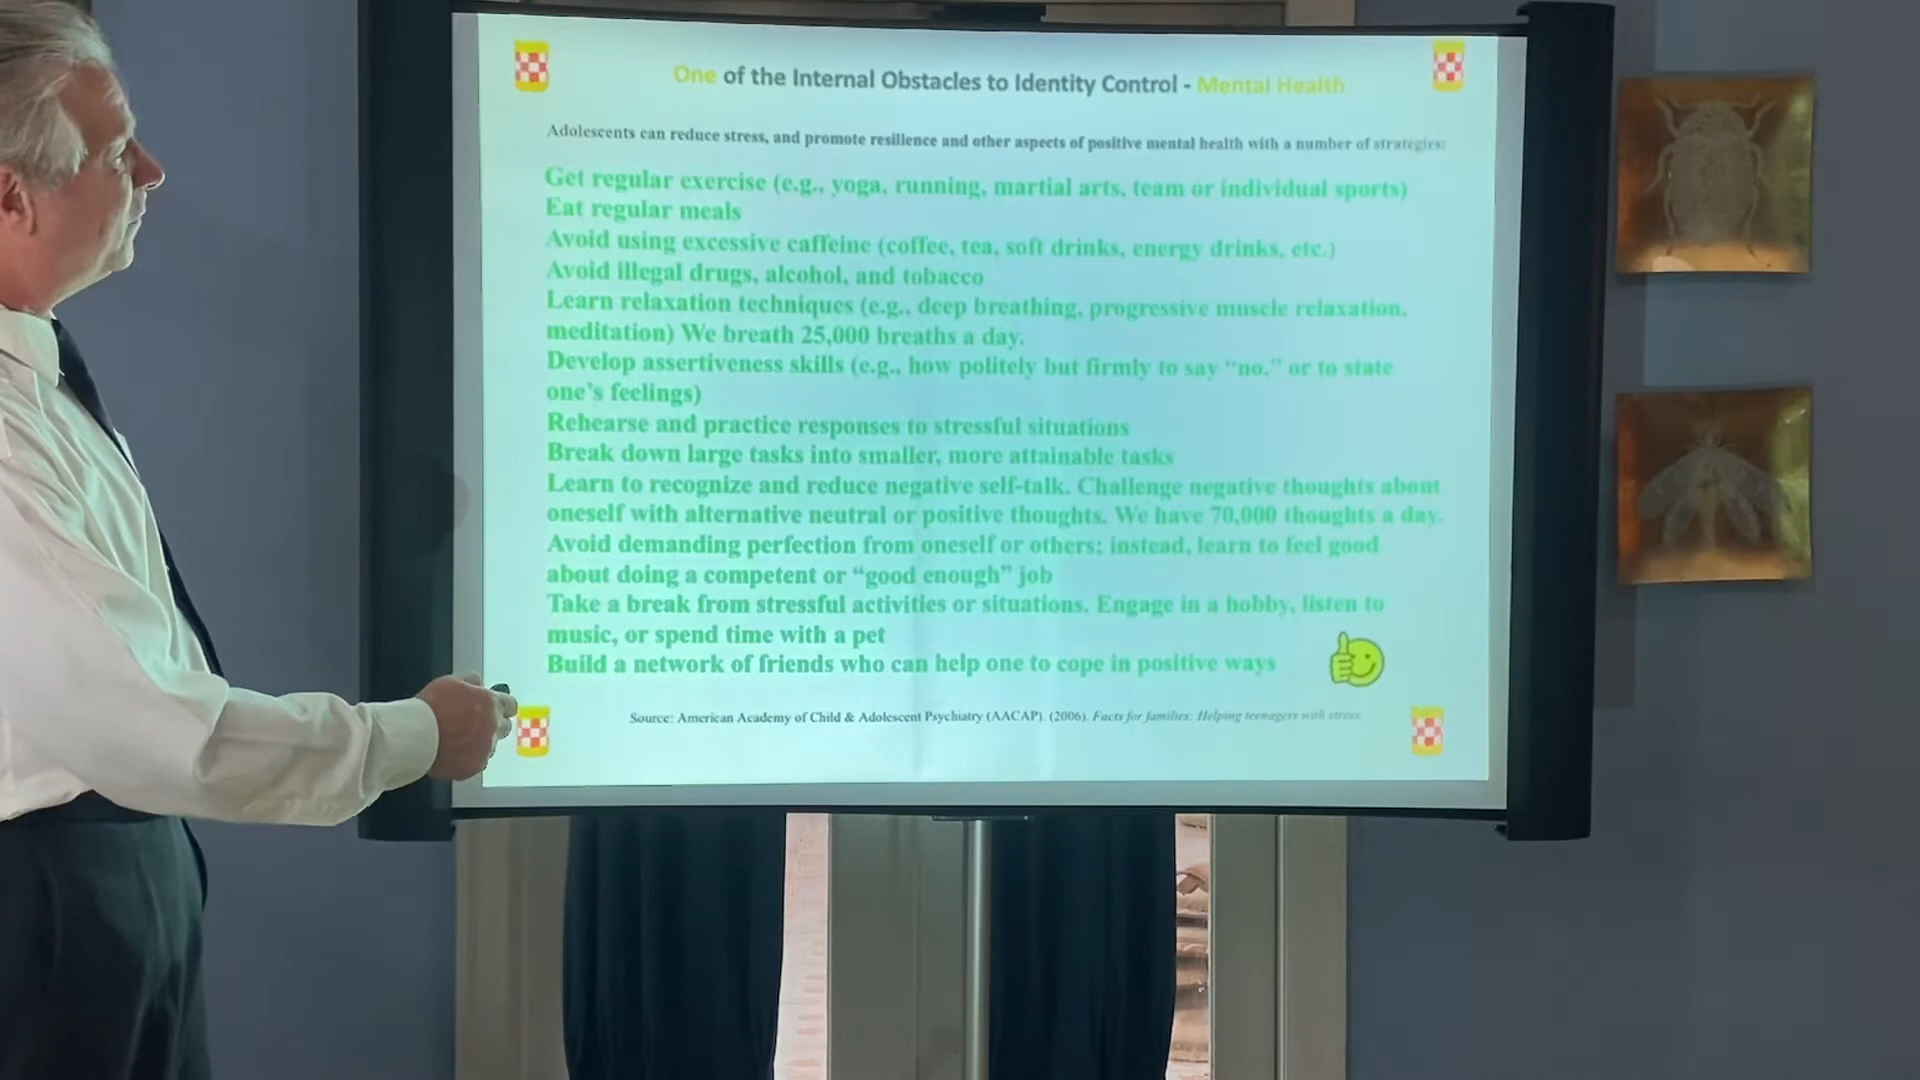 One of the Internal Obstacles to Identity Control - Mental Health
Adolescents can reduce stress, and promote resilience and other aspects of positive mental health with a number of strategies:
Get regular exercise (e.g., yoga, running, martial arts, team or individual sports)
Eat regular meals
Avoid using excessive caffeine (coffee, tea, soft drinks, energy drinks, etc.)
Avoid illegal drugs, alcohol, and tobacco
Learn relaxation techniques (e.g., deep breathing, progressive muscle relaxation,
meditation) We breath 25,000 breaths a day.
Develop assertiveness skills (e.g., how politely but firmly to say “no,” or to state
one’s feelings)
Rehearse and practice responses to stressful situations
Break down large tasks into smaller, more attainable tasks
Learn to recognize and reduce negative self-talk. Challenge negative thoughts about
oneself with alternative neutral or positive thoughts. We have 70,000 thoughts a day.
Avoid demanding perfection from oneself or others; instead, learn to feel good
about doing a competent or “good enough” job
Take a break from stressful activities or situations. Engage in a hobby, listen to
music, or spend time with a pet
Build a network of friends who can help one to cope in positive ways
Source: American Academy of Child & Adolescent Psychiatry (AACAP). (2006). Facts for families: Helping teenagers with stress.